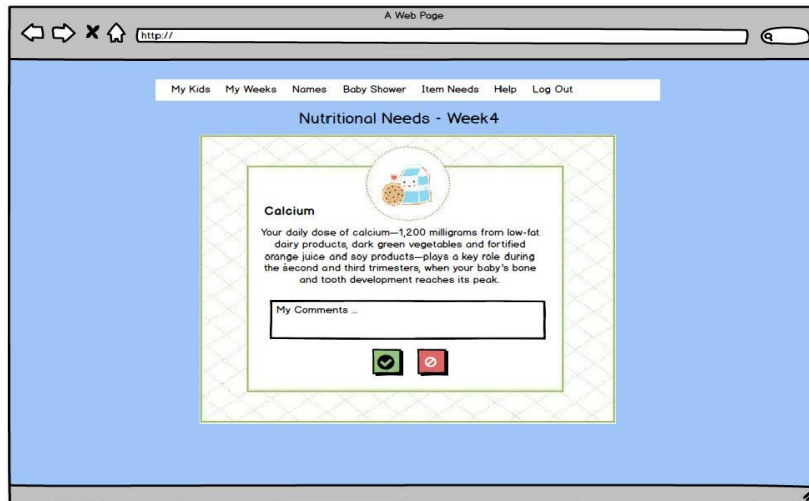 A Web Page
http://
My Kids My Weeks Names Baby Shower Item Needs Help Log Out
Nutritional Needs - Week4
Calcium
Your daily dose of calcium—1,200 milligrams from low-fat
dairy products, dark green vegetables and fortified
orange juice and soy products—plays a key role during
the second and third trimesters, when your baby's bone
and tooth development reaches its peak.
My Comments ...